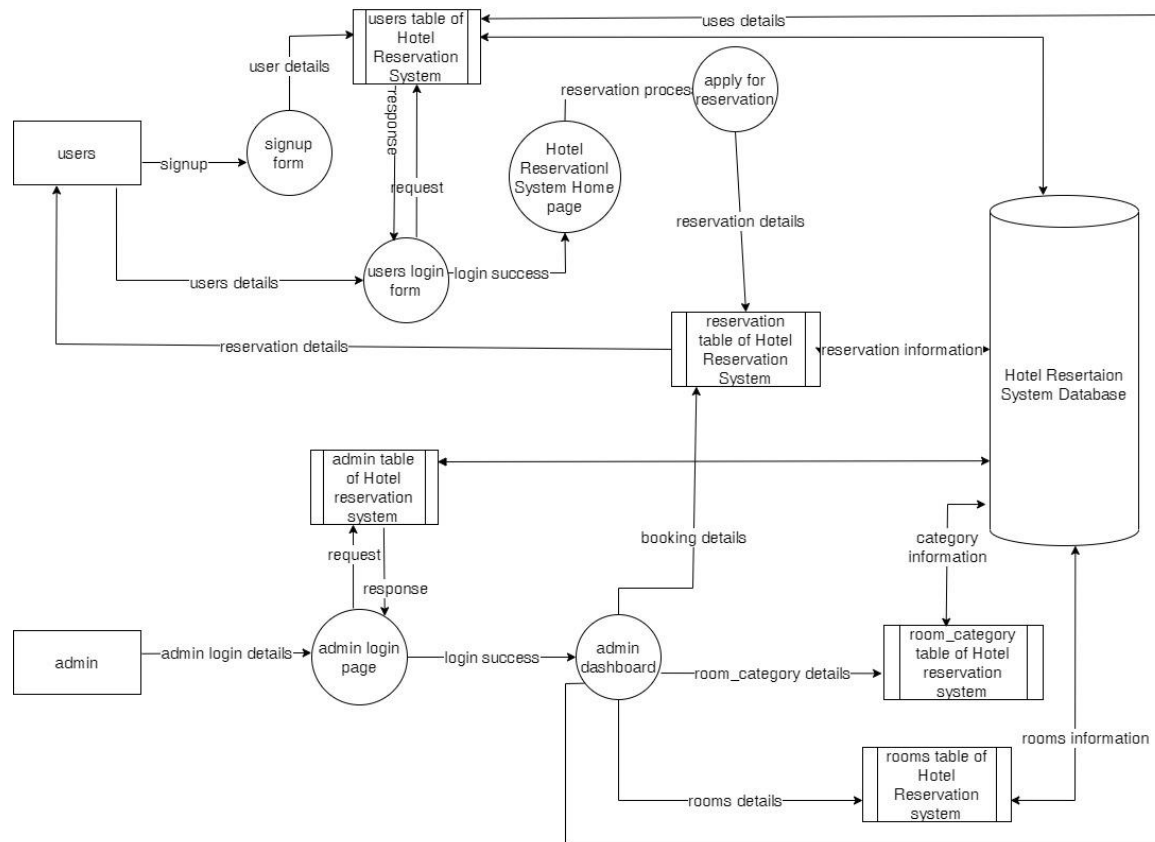 users table of
Hotel
Reservation
System
uses details
user details
apply for
reservation
reservation proces
response
users
signup
signup
form
Hotel
Reservationl
System Home
page
request
reservation details
users details
users login
form
login success
reservation
table of Hotel
Reservation
System
reservation details
reservation information
Hotel Resertaion
System Database
admin table
of Hotel
reservation
system
request
response
booking details
category
information
admin
admin login details
admin login
page
login success
admin
dashboard
room_category details
room_category
table of Hotel
reservation
system
rooms information
rooms details
rooms table of
Hotel
Reservation
system